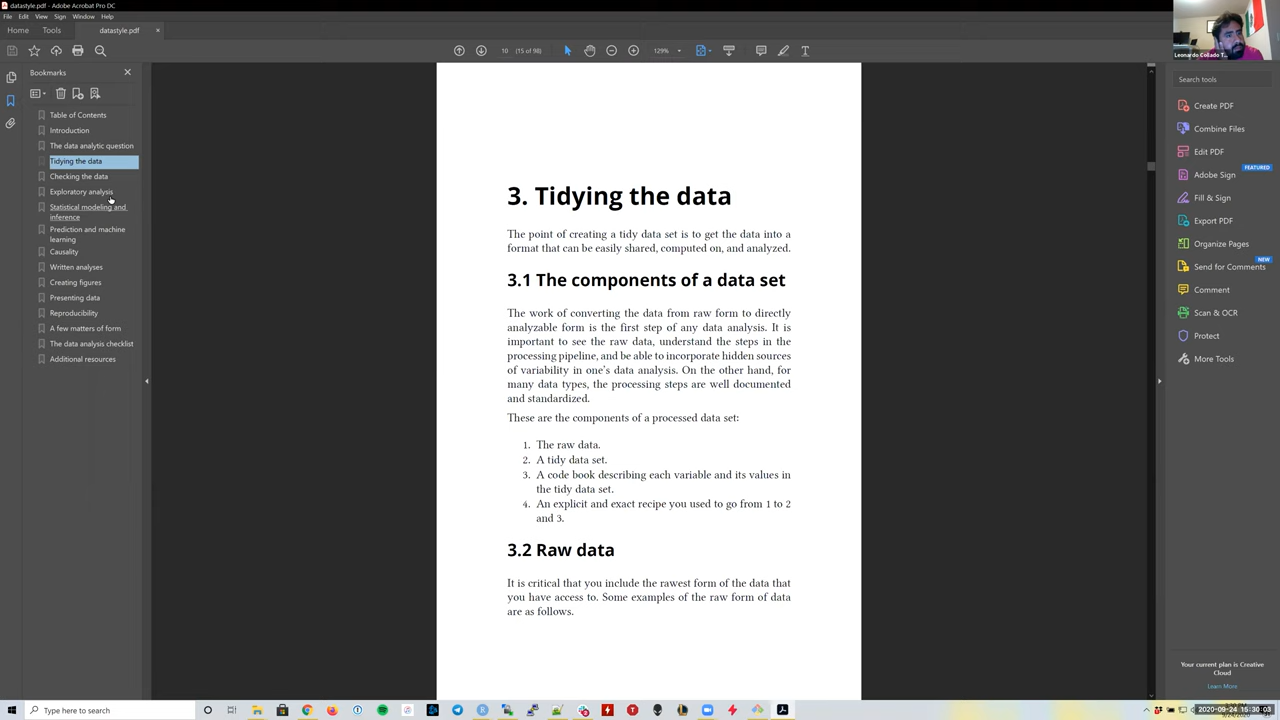 datastyle.pdf - Adobe Acrobat Pro DC
File Edit View Sign Window Help
Home Tools datastyle.pdf ×
10 (15 of 98) 129%
Leonardo Collado T...
Bookmarks
Table of Contents
Introduction
The data analytic question
Tidying the data
Checking the data
Exploratory analysis
Statistical modeling and
inference
Prediction and machine
learning
Causality
Written analyses
Creating figures
Presenting data
Reproducibility
A few matters of form
The data analysis checklist
Additional resources
3. Tidying the data
The point of creating a tidy data set is to get the data into a
format that can be easily shared, computed on, and analyzed.
3.1 The components of a data set
The work of converting the data from raw form to directly
analyzable form is the first step of any data analysis. It is
important to see the raw data, understand the steps in the
processing pipeline, and be able to incorporate hidden sources
of variability in one's data analysis. On the other hand, for
many data types, the processing steps are well documented
and standardized.
These are the components of a processed data set:
1. The raw data.
2. A tidy data set.
3. A code book describing each variable and its values in
the tidy data set.
4. An explicit and exact recipe you used to go from 1 to 2
and 3.
3.2 Raw data
It is critical that you include the rawest form of the data that
you have access to. Some examples of the raw form of data
are as follows.
Search tools
Create PDF
Combine Files
Edit PDF
FEATURED
Adobe Sign
Fill & Sign
Export PDF
Organize Pages
NEW
Send for Comments
Comment
Scan & OCR
Protect
More Tools
Your current plan is Creative
Cloud
Learn More
Type here to search
2020-09-24 15:30:03